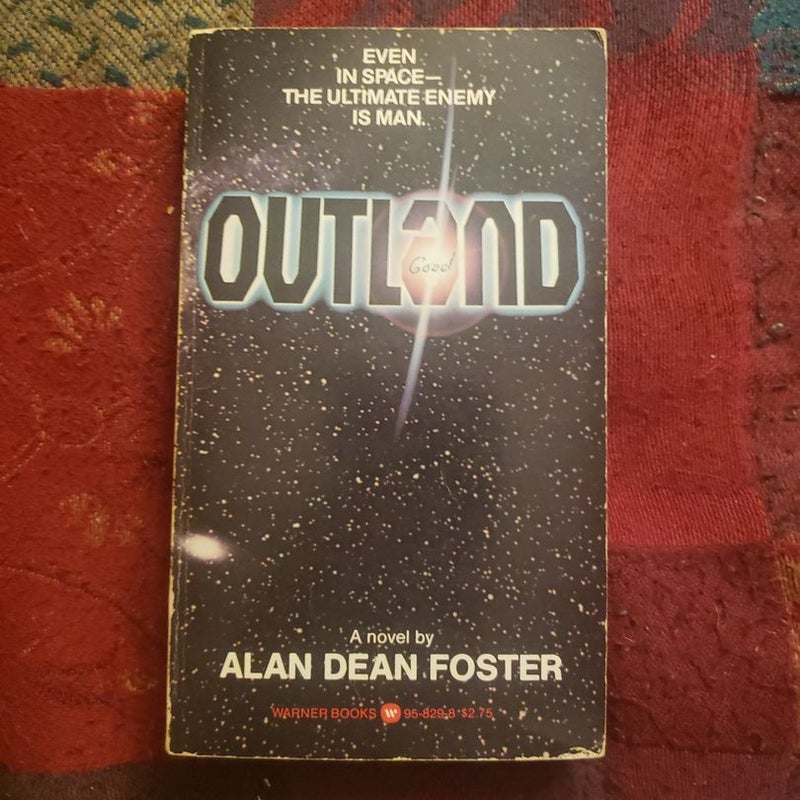 EVEN
IN SPACE—
THE ULTIMATE ENEMY
IS MAN.
OUTLAND
Good
A novel by
ALAN DEAN FOSTER
WARNER BOOKS W 95-829-8 • $2.75